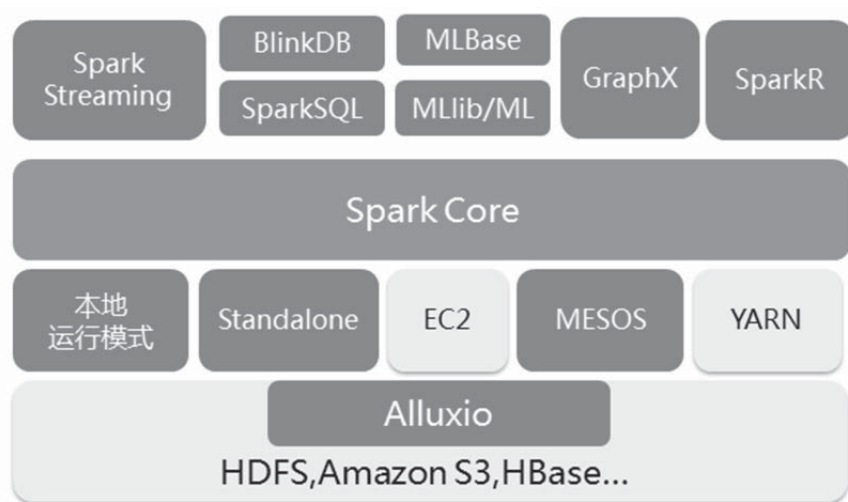 Spark
Streaming
BlinkDB
MLBase
SparkSQL
MLlib/ML
GraphX
SparkR
Spark Core
本地
运行模式
Standalone
EC2
MESOS
YARN
Alluxio
HDFS,Amazon S3,HBase...